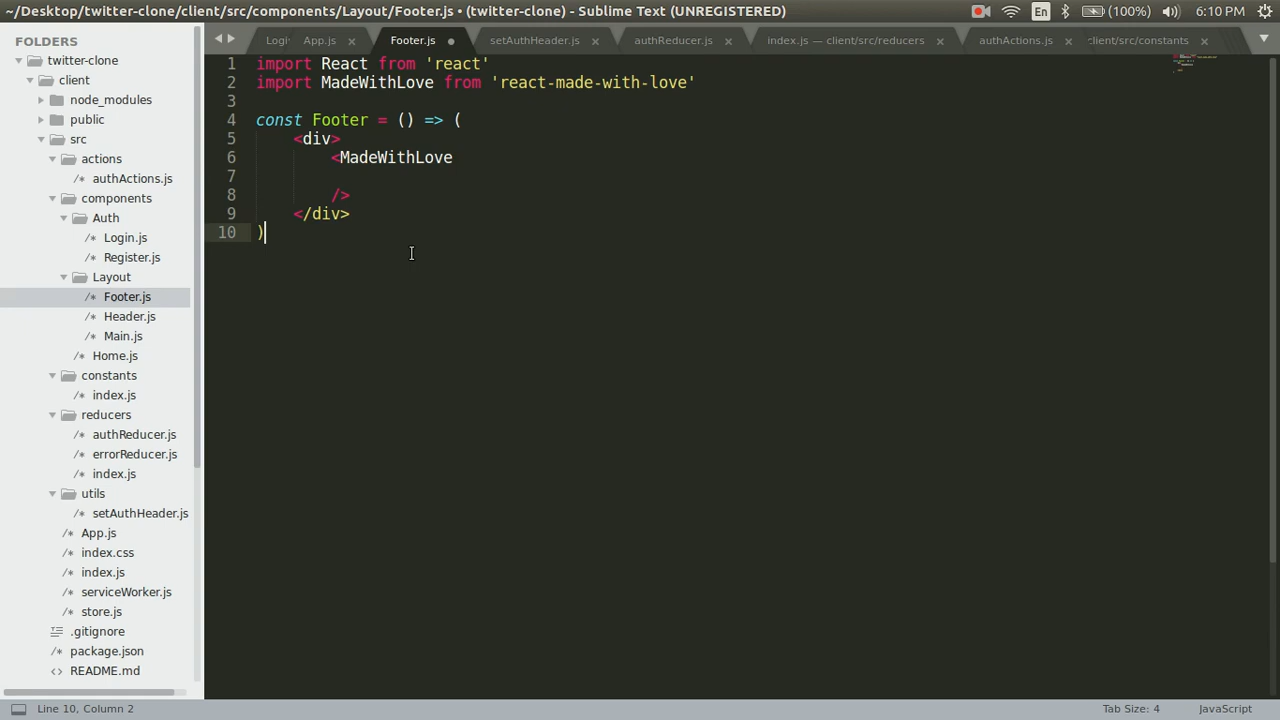 ~/Desktop/twitter-clone/client/src/components/Layout/Footer.js • (twitter-clone) - Sublime Text (UNREGISTERED)
En
(100%)
6:10 PM
FOLDERS
twitter-clone
client
node_modules
public
src
actions
authActions.js
components
Auth
Login.js
Register.js
Layout
Footer.js
Header.js
Main.js
Home.js
constants
index.js
reducers
authReducer.js
errorReducer.js
index.js
utils
setAuthHeader.js
App.js
index.css
index.js
serviceWorker.js
store.js
.gitignore
package.json
README.md
Logi
App.js
Footer.js
setAuthHeader.js
authReducer.js
index.js — client/src/reducers
authActions.js
client/src/constants
1 import React from 'react'
2 import MadeWithLove from 'react-made-with-love'
3
4 const Footer = () => (
5 <div>
6 <MadeWithLove
7
8 />
9 </div>
10 )
Line 10, Column 2
Tab Size: 4
JavaScript